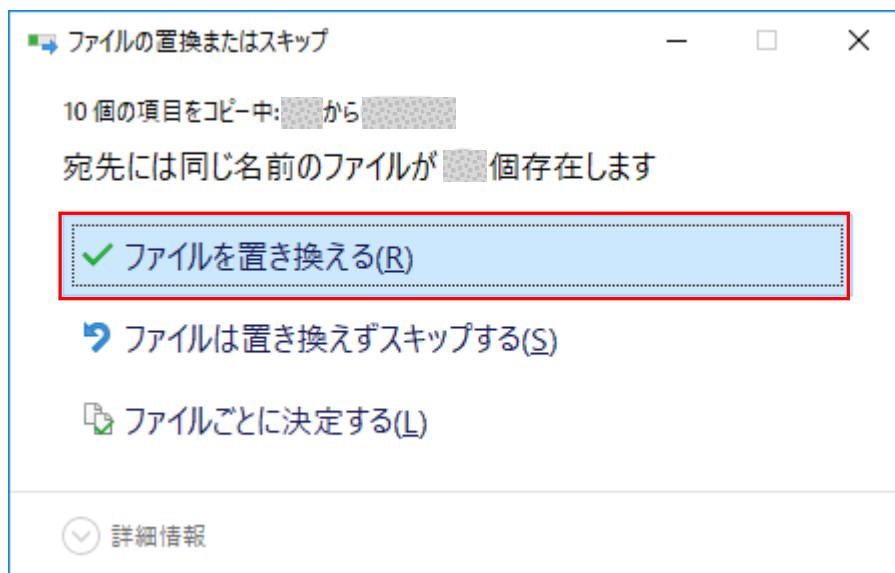 ファイルの置換またはスキップ
10 個の項目をコピー中: から
宛先には同じ名前のファイルが 個存在します
ファイルを置き換える(R)
ファイルは置き換えずスキップする(S)
ファイルごとに決定する(L)
詳細情報